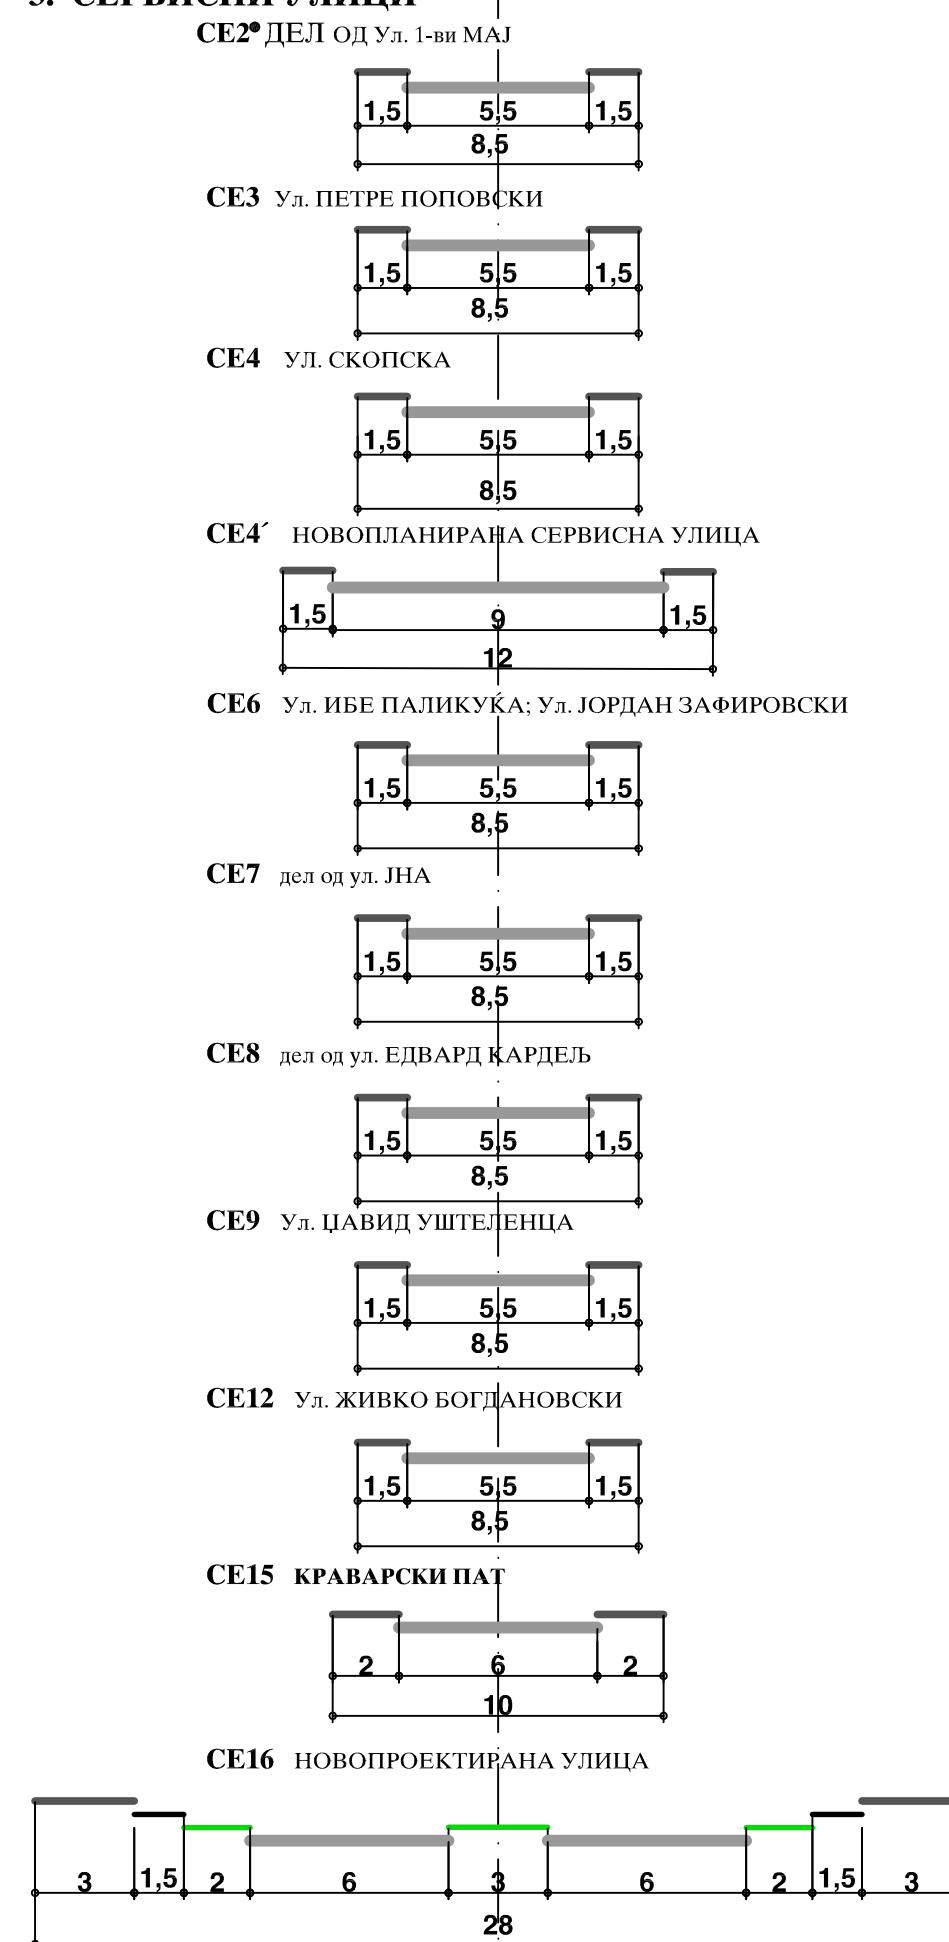 3. СЕРВИСНИ УЛИЦИ
СЕ2 ДЕЛ ОД Ул. 1-ви МАЈ
1,5 5,5 1,5
8,5
СЕ3 Ул. ПЕТРЕ ПОПОВСКИ
1,5 5,5 1,5
8,5
СЕ4 УЛ. СКОПСКА
1,5 5,5 1,5
8,5
СЕ4´ НОВОПЛАНИРАНА СЕРВИСНА УЛИЦА
1,5 9 1,5
12
СЕ6 Ул. ИБЕ ПАЛИКУЌА; Ул. ЈОРДАН ЗАФИРОВСКИ
1,5 5,5 1,5
8,5
СЕ7 дел од ул. ЈНА
1,5 5,5 1,5
8,5
СЕ8 дел од ул. ЕДВАРД КАРДЕЉ
1,5 5,5 1,5
8,5
СЕ9 Ул. ЏАВИД УШТЕЛЕНЦА
1,5 5,5 1,5
8,5
СЕ12 Ул. ЖИВКО БОГДАНОВСКИ
1,5 5,5 1,5
8,5
СЕ15 КРАВАРСКИ ПАТ
2 6 2
10
СЕ16 НОВОПРОЕКТИРАНА УЛИЦА
3 1,5 2 6 3 6 2 1,5 3
28